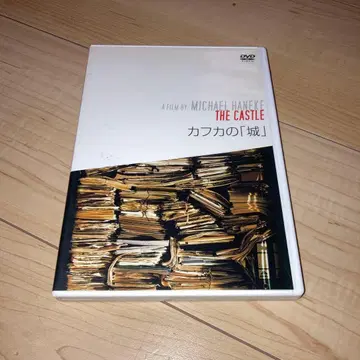 DVD
A FILM BY MICHAEL HANEKE
THE CASTLE
カフカの「城」